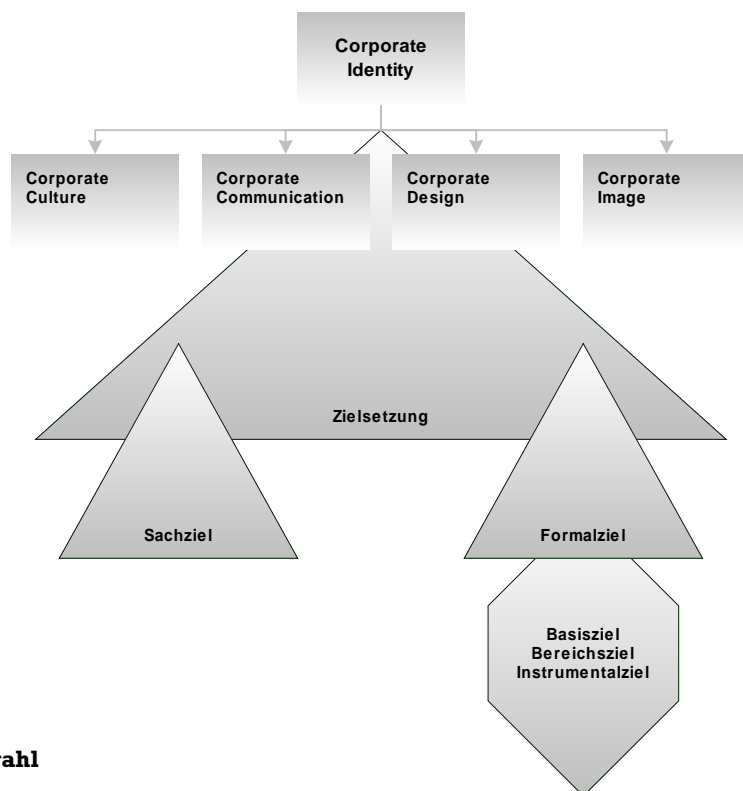 Corporate
Identity
Corporate
Culture
Corporate
Communication
Corporate
Design
Corporate
Image
Zielsetzung
Sachziel
Formalziel
Basisziel
Bereichsziel
Instrumentalziel